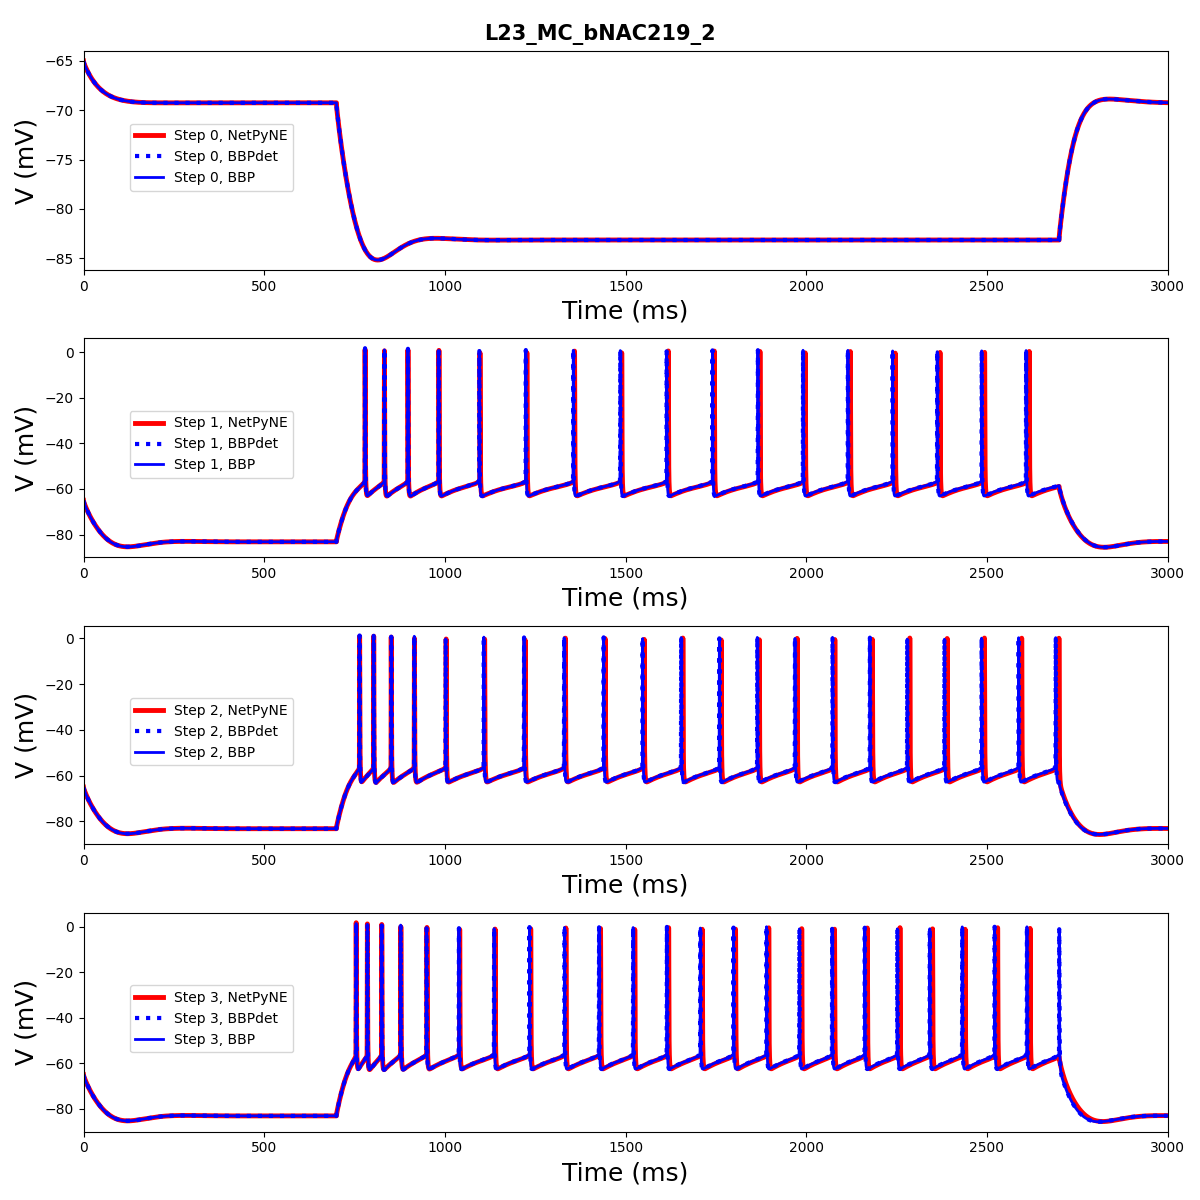 L23_MC_bNAC219_2
−65
−70
−75
−80
−85
V (mV)
Step 0, NetPyNE
Step 0, BBPdet
Step 0, BBP
0 500 1000 1500 2000 2500 3000
Time (ms)
0
−20
−40
−60
−80
V (mV)
Step 1, NetPyNE
Step 1, BBPdet
Step 1, BBP
0 500 1000 1500 2000 2500 3000
Time (ms)
0
−20
−40
−60
−80
V (mV)
Step 2, NetPyNE
Step 2, BBPdet
Step 2, BBP
0 500 1000 1500 2000 2500 3000
Time (ms)
0
−20
−40
−60
−80
V (mV)
Step 3, NetPyNE
Step 3, BBPdet
Step 3, BBP
0 500 1000 1500 2000 2500 3000
Time (ms)